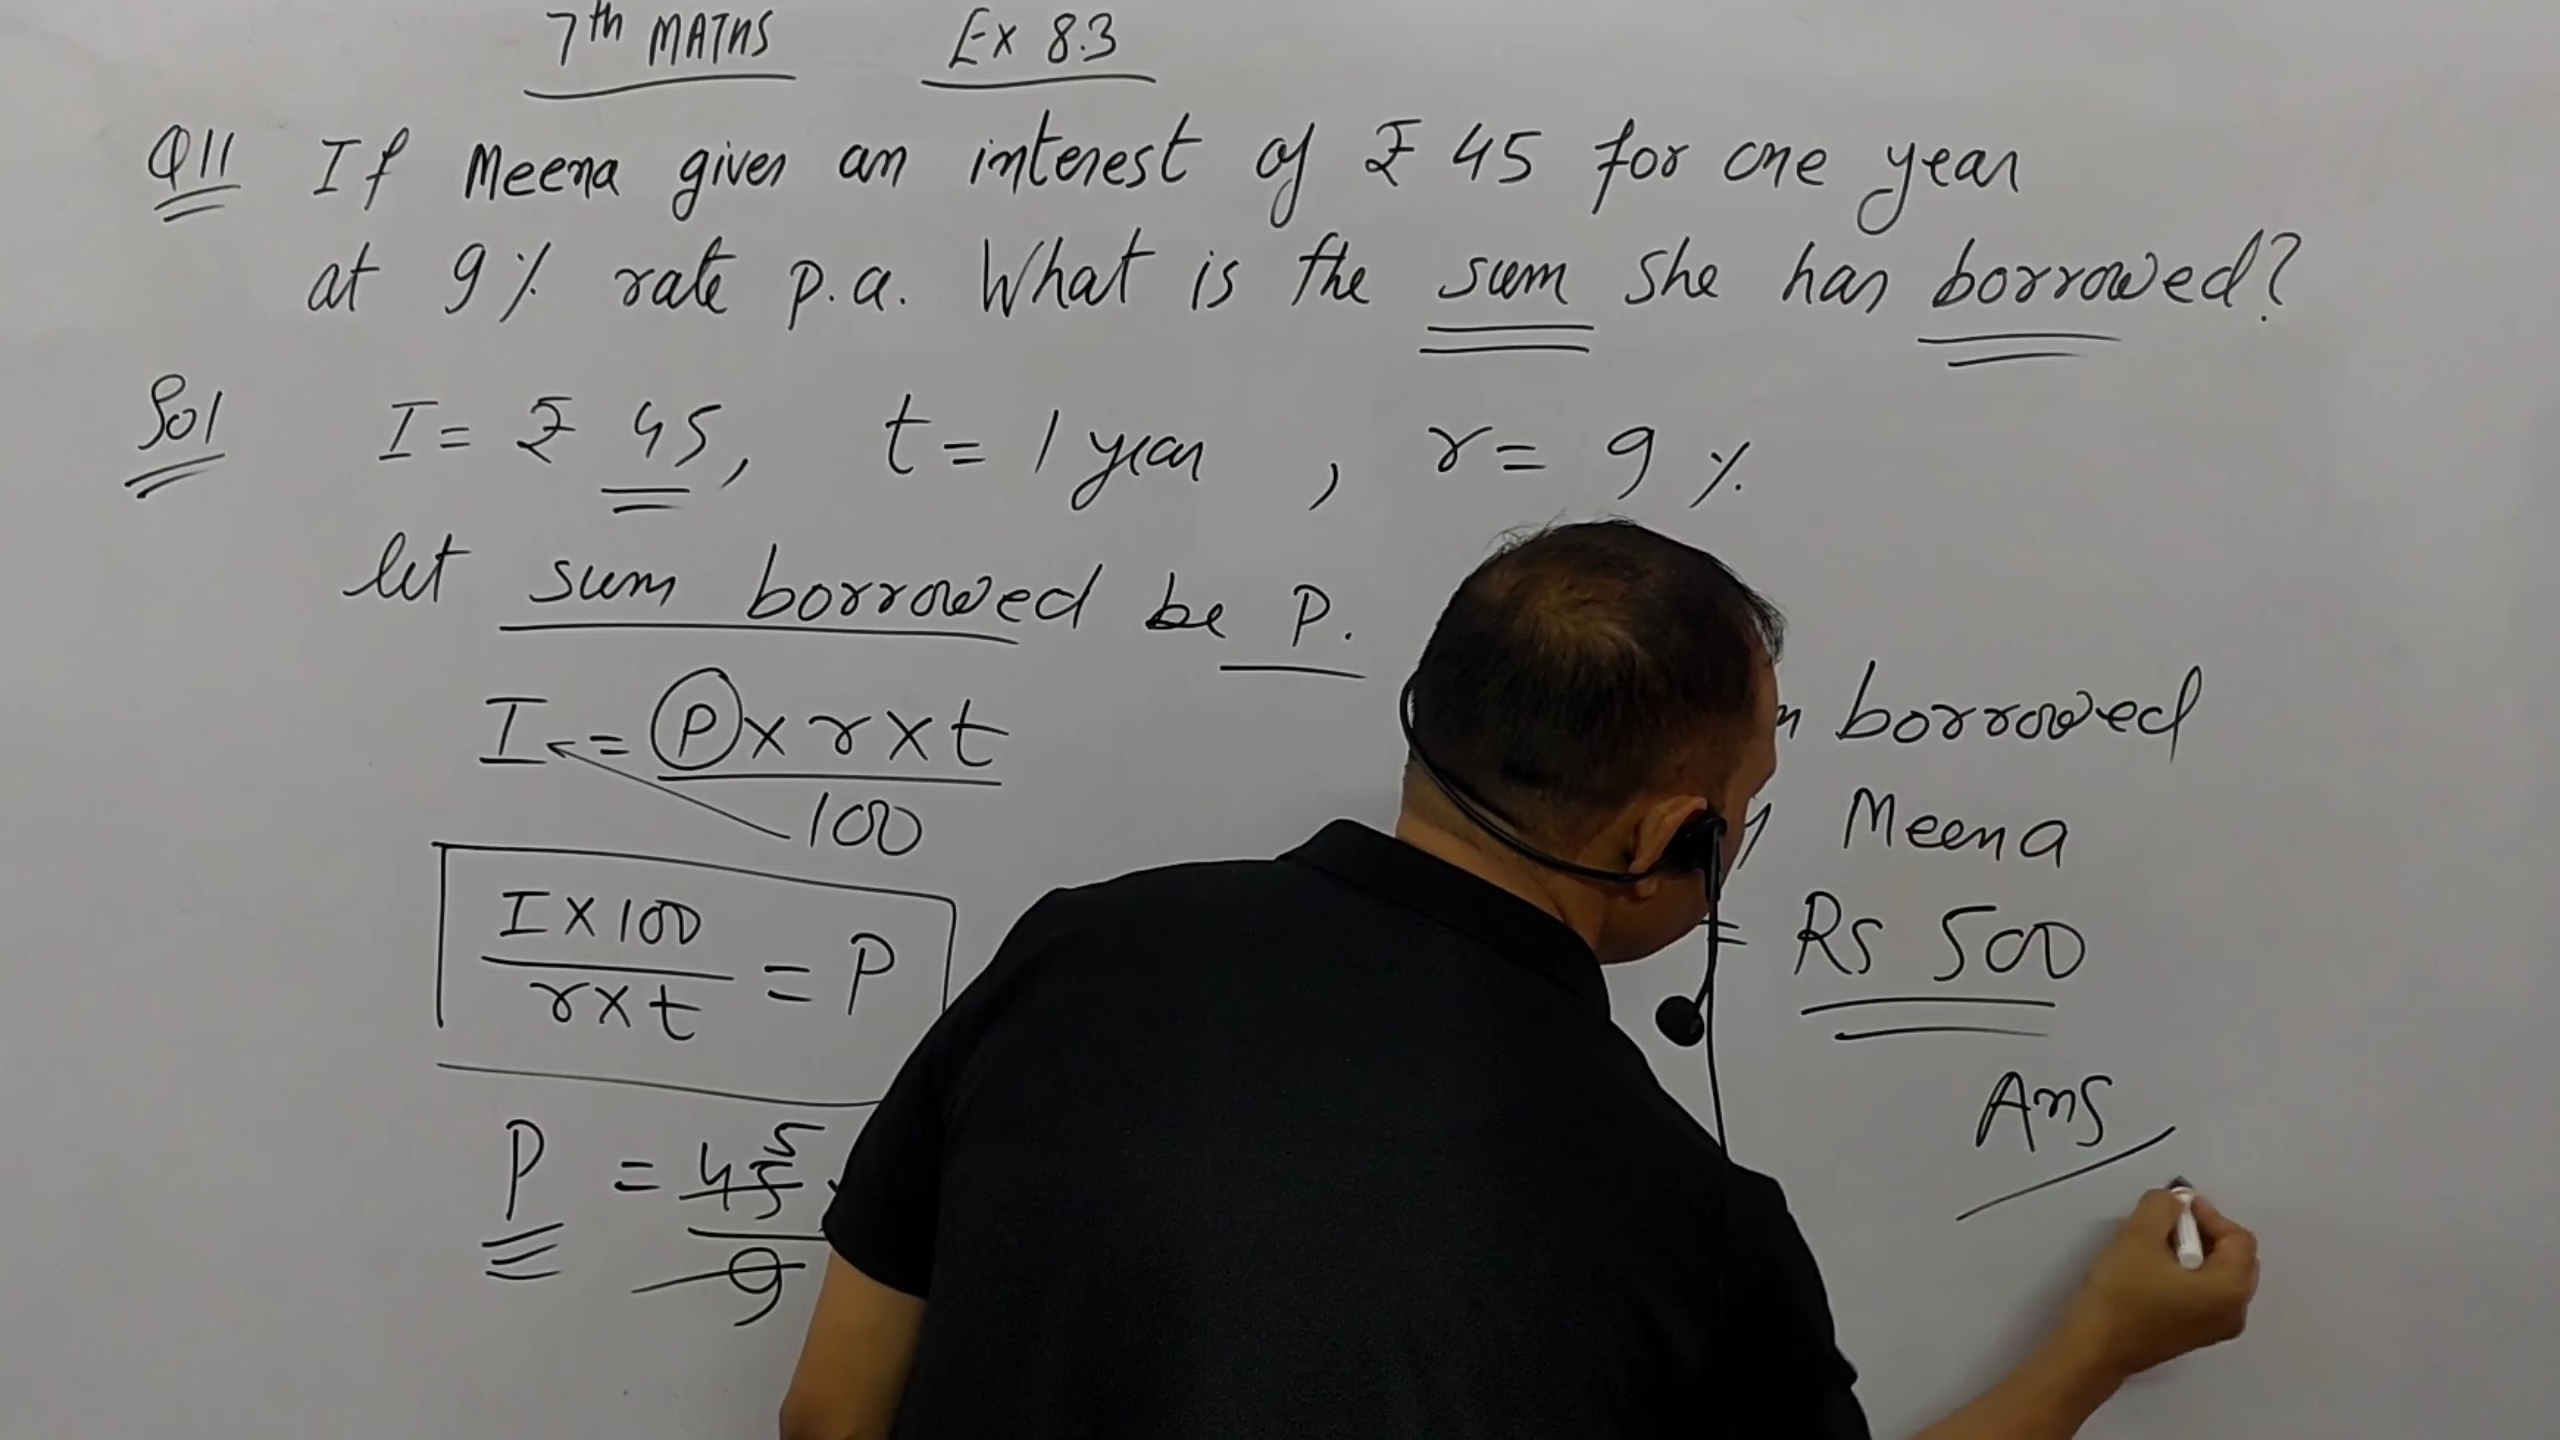 7th MATHS Ex 8.3
Q11 If Meena gives an interest of ₹ 45 for one year
at 9% rate p.a. What is the sum she has borrowed?
Sol I = ₹ 45, t = 1 year, r = 9%
let sum borrowed be P.
I = P x r x t
100
I x 100
r x t
= P
P = 45 5
9
borrowed
Meena
= Rs 500
Ans